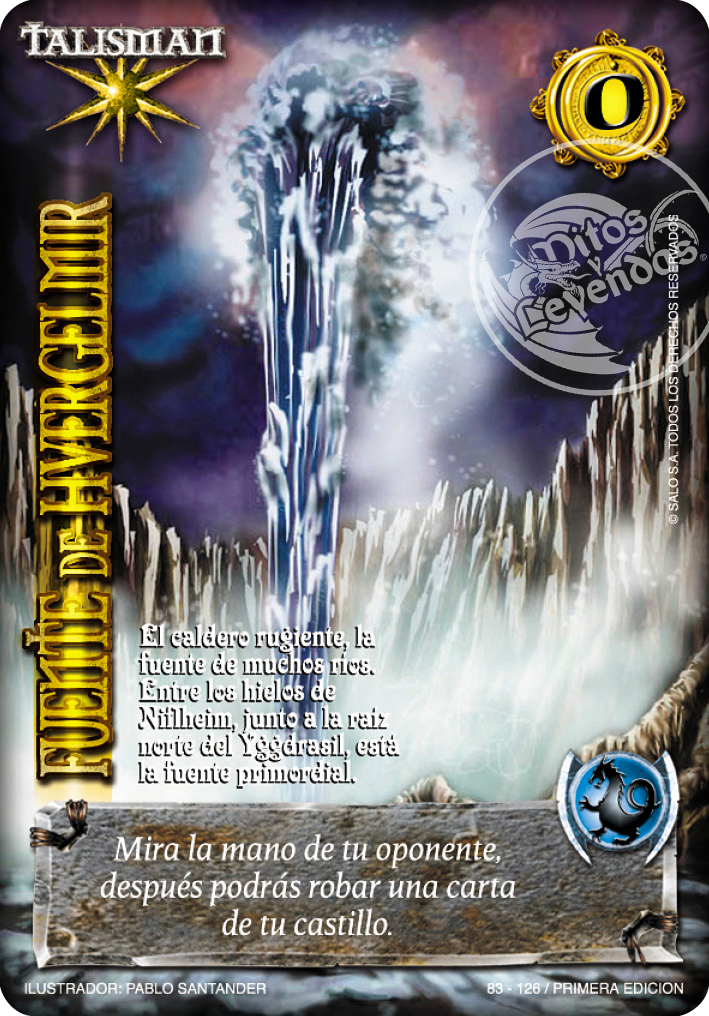 TALISMAN
0
Mitos
y
Leyendas
®
FUENTE DE HVERGELMIR
© SALO S.A. TODOS LOS DERECHOS RESERVADOS
El caldero rugiente, la
fuente de muchos ríos.
Entre los hielos de
Niflheim, junto a la raíz
norte del Yggdrasil, está
la fuente primordial.
Mira la mano de tu oponente,
después podrás robar una carta
de tu castillo.
ILUSTRADOR: PABLO SANTANDER
83 - 126 / PRIMERA EDICION